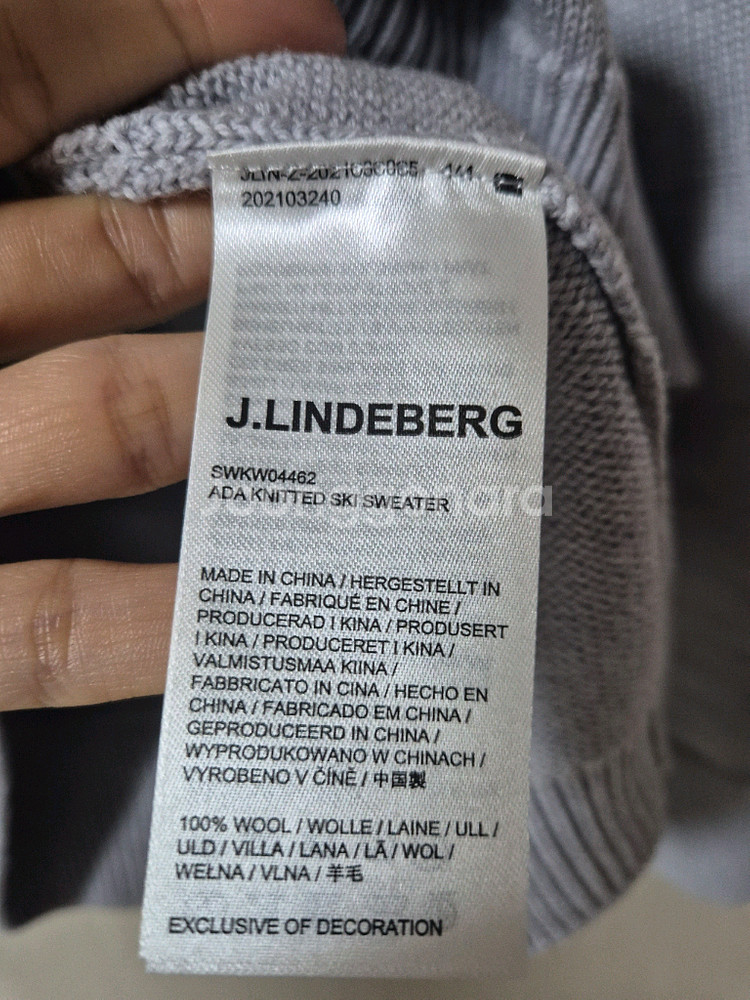 202103240
J.LINDEBERG
SWKW04462
ADA KNITTED SKI SWEATER
MADE IN CHINA / HERGESTELLT IN
CHINA / FABRIQUÉ EN CHINE /
PRODUCERAD I KINA / PRODUSERT
I KINA / PRODUCERET I KINA /
VALMISTUSMAA KIINA /
FABBRICATO IN CINA / HECHO EN
CHINA / FABRICADO EM CHINA /
GEPRODUCEERD IN CHINA /
WYPRODUKOWANO W CHINACH /
VYROBENO V ČÍNĚ / 中国製
100% WOOL / WOLLE / LAINE / ULL /
ULD / VILLA / LANA / LÃ / WOL /
WEŁNA / VLNA / 羊毛
EXCLUSIVE OF DECORATION